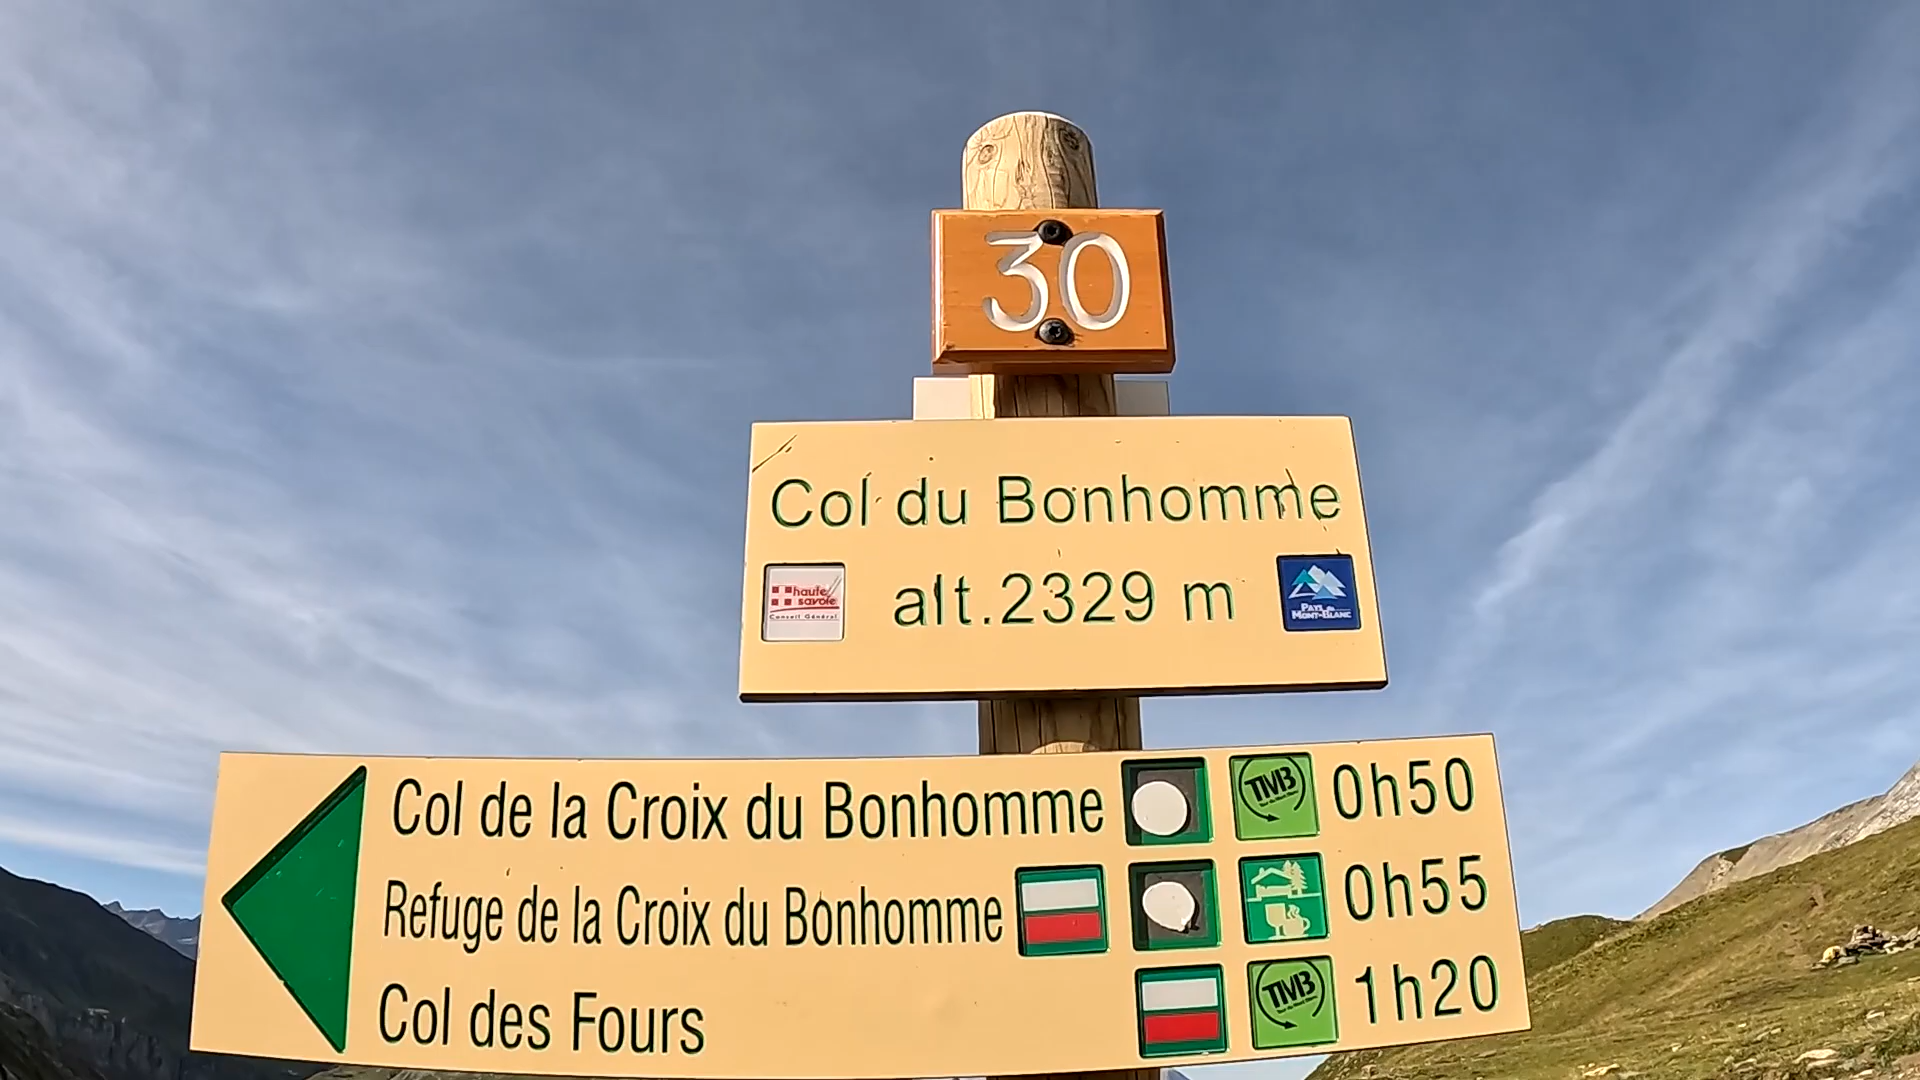 30
Col du Bonhomme
haute savoie
Conseil Général
alt.2329 m
PAYS du MONT-BLANC
Col de la Croix du Bonhomme TMB 0h50
Refuge de la Croix du Bonhomme 0h55
Col des Fours TMB 1h20